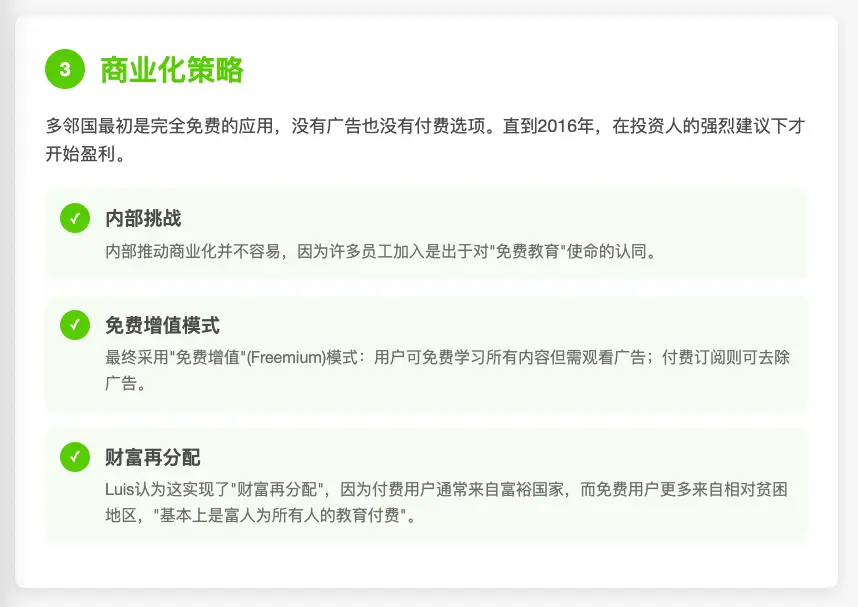 3 商业化策略
多邻国最初是完全免费的应用，没有广告也没有付费选项。直到2016年，在投资人的强烈建议下才
开始盈利。
✓ 内部挑战
内部推动商业化并不容易，因为许多员工加入是出于对"免费教育"使命的认同。
✓ 免费增值模式
最终采用"免费增值"(Freemium)模式：用户可免费学习所有内容但需观看广告；付费订阅则可去除
广告。
✓ 财富再分配
Luis认为这实现了"财富再分配"，因为付费用户通常来自富裕国家，而免费用户更多来自相对贫困
地区，"基本上是富人为所有人的教育付费"。